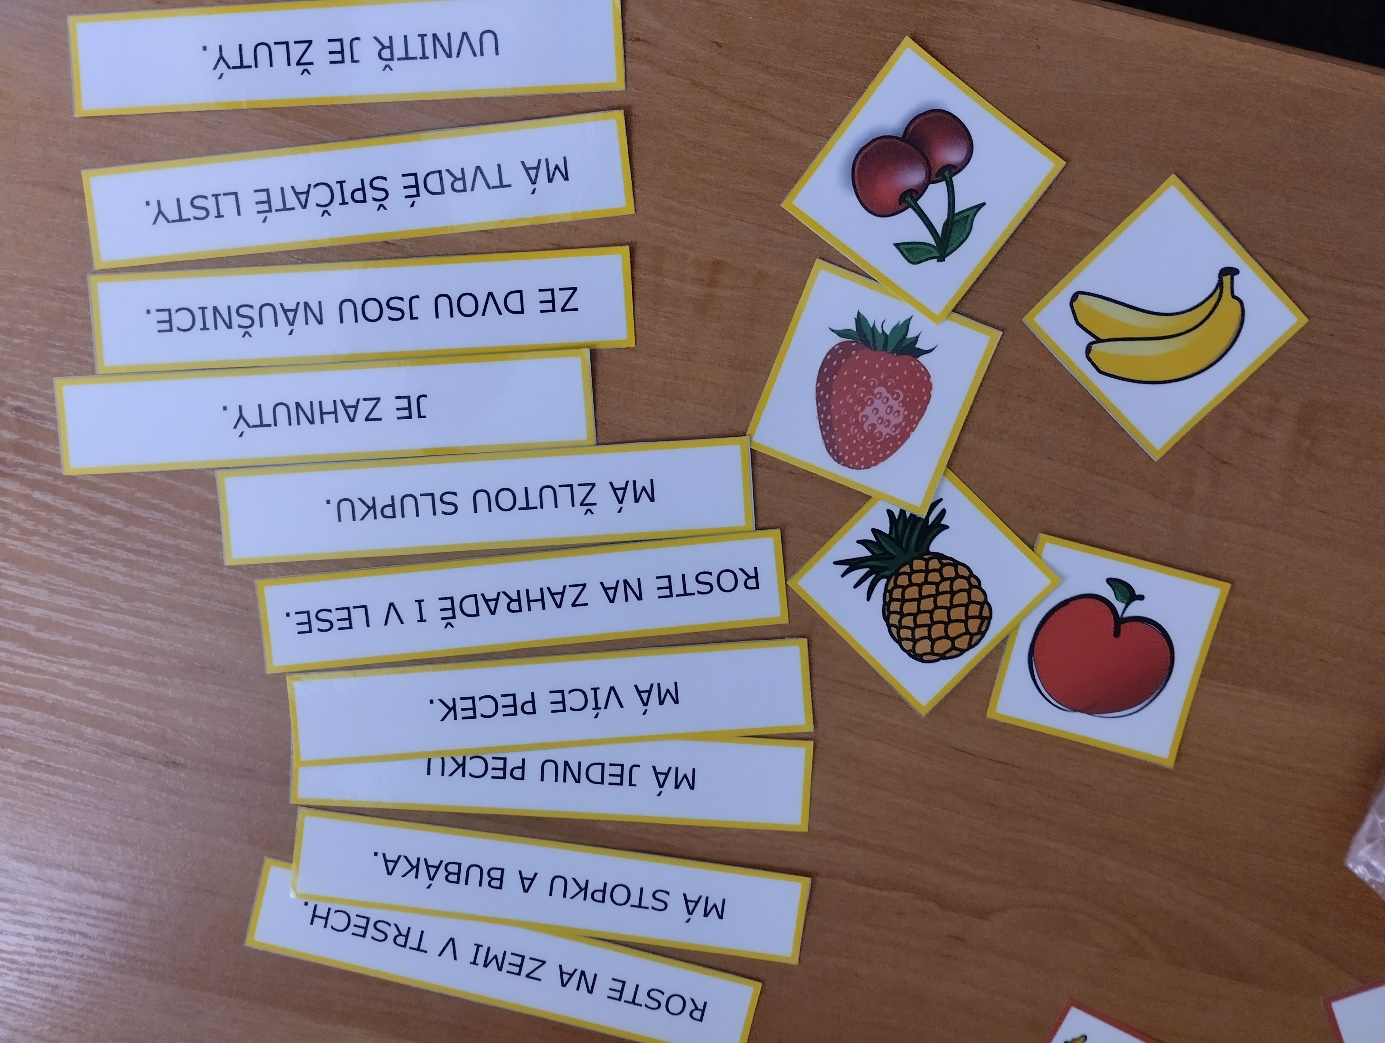 ROSTE NA ZEMI V TRSECH.
MÁ STOPKU A BUBÁKA.
MÁ JEDNU PECKU
MÁ VÍCE PECEK.
ROSTE NA ZAHRADĚ I V LESE.
MÁ ŽLUTOU SLUPKU.
JE ZAHNUTÝ.
ZE DVOU JSOU NÁUŠNICE.
MÁ TVRDÉ ŠPIČATÉ LISTY.
UVNITŘ JE ŽLUTÝ.